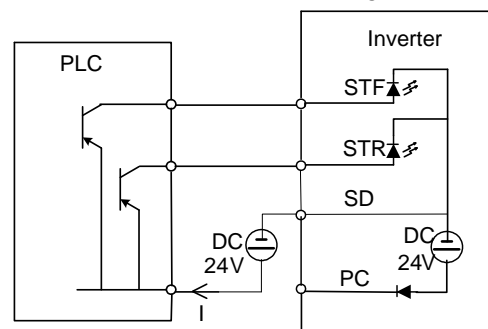 Inverter
PLC
STF
STR
SD
DC
24V
DC
24V
PC
I